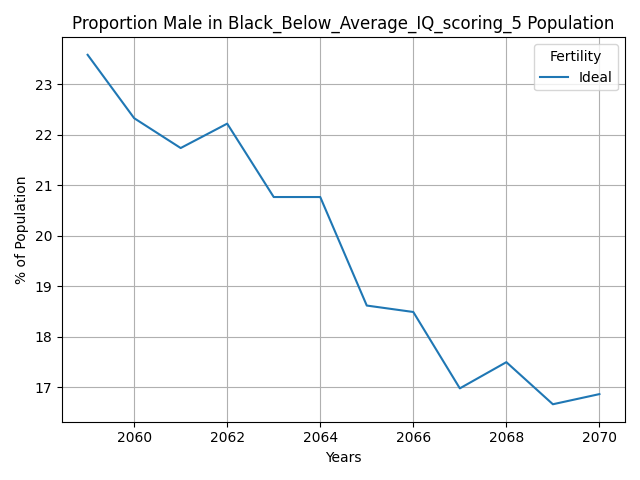 Proportion Male in Black_Below_Average_IQ_scoring_5 Population
Fertility
Ideal
% of Population
23
22
21
20
19
18
17
2060 2062 2064 2066 2068 2070
Years